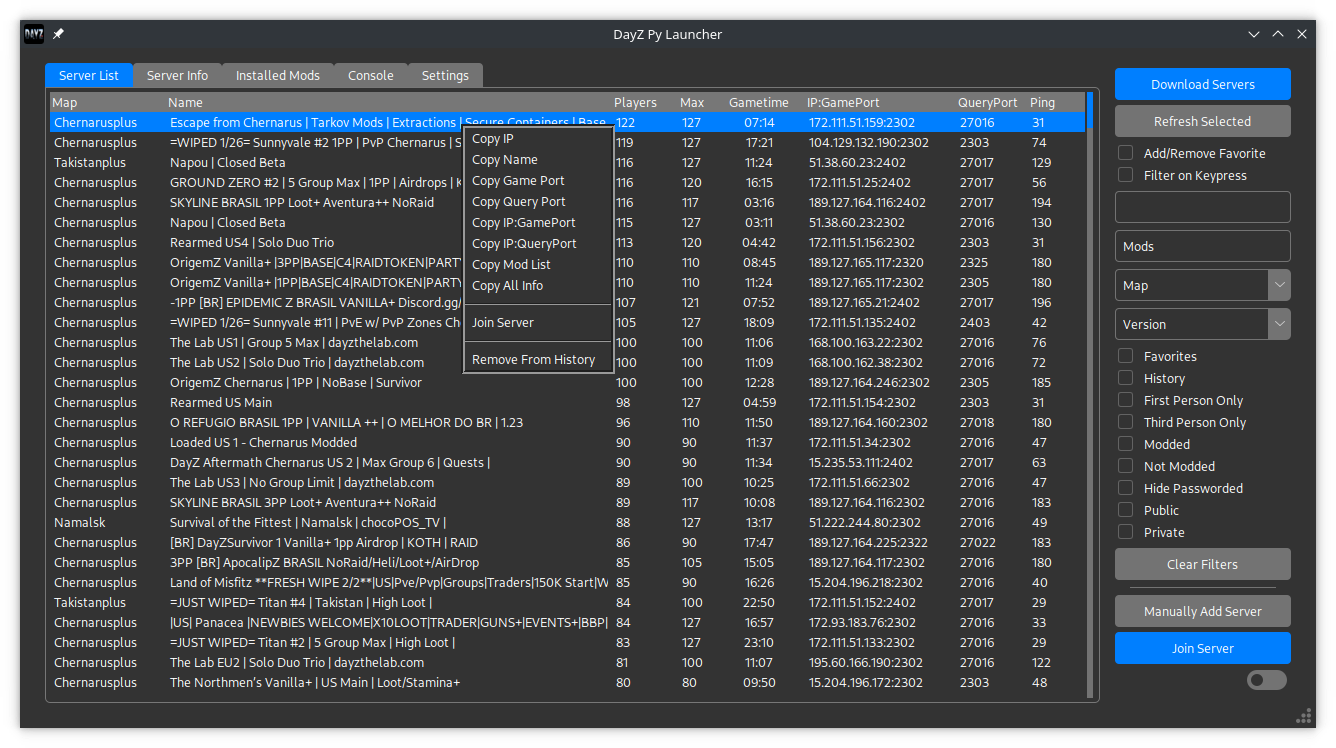 DAYZ DayZ Py Launcher
Server List Server Info Installed Mods Console Settings
Map Name Players Max Gametime IP:GamePort QueryPort Ping
Chernarusplus Escape from Chernarus | Tarkov Mods | Extractions | Secure Containers | Base 122 127 07:14 172.111.51.159:2302 27016 31
Chernarusplus =WIPED 1/26= Sunnyvale #2 1PP | PvP Chernarus | S 119 127 17:21 104.129.132.190:2302 2303 74
Takistanplus Napou | Closed Beta 116 127 11:24 51.38.60.23:2402 27017 129
Chernarusplus GROUND ZERO #2 | 5 Group Max | 1PP | Airdrops | K 116 120 16:15 172.111.51.25:2402 27017 56
Chernarusplus SKYLINE BRASIL 1PP Loot+ Aventura++ NoRaid 116 117 03:16 189.127.164.116:2402 27017 194
Chernarusplus Napou | Closed Beta 115 127 03:11 51.38.60.23:2302 27016 130
Chernarusplus Rearmed US4 | Solo Duo Trio 113 120 04:42 172.111.51.156:2302 2303 31
Chernarusplus OrigemZ Vanilla+ |3PP|BASE|C4|RAIDTOKEN|PARTY 110 110 08:45 189.127.165.117:2320 2325 180
Chernarusplus OrigemZ Vanilla+ |1PP|BASE|C4|RAIDTOKEN|PARTY 110 110 11:24 189.127.165.117:2302 2305 180
Chernarusplus -1PP [BR] EPIDEMIC Z BRASIL VANILLA+ Discord.gg/ 107 121 07:52 189.127.165.21:2402 27017 196
Chernarusplus =WIPED 1/26= Sunnyvale #11 | PvE w/ PvP Zones Ch 105 127 18:09 172.111.51.135:2402 2403 42
Chernarusplus The Lab US1 | Group 5 Max | dayzthelab.com 100 100 11:06 168.100.163.22:2302 27016 76
Chernarusplus The Lab US2 | Solo Duo Trio | dayzthelab.com 100 100 11:09 168.100.162.38:2302 27016 72
Chernarusplus OrigemZ Chernarus | 1PP | NoBase | Survivor 100 100 12:28 189.127.164.246:2302 2305 185
Chernarusplus Rearmed US Main 98 127 04:59 172.111.51.154:2302 2303 31
Chernarusplus O REFUGIO BRASIL 1PP | VANILLA ++ | O MELHOR DO BR | 1.23 96 110 11:50 189.127.164.160:2302 27018 180
Chernarusplus Loaded US 1 - Chernarus Modded 90 90 11:37 172.111.51.34:2302 27016 47
Chernarusplus DayZ Aftermath Chernarus US 2 | Max Group 6 | Quests | 90 90 11:34 15.235.53.111:2402 27017 63
Chernarusplus The Lab US3 | No Group Limit | dayzthelab.com 89 100 10:25 172.111.51.66:2302 27016 47
Chernarusplus SKYLINE BRASIL 3PP Loot+ Aventura++ NoRaid 89 117 10:08 189.127.164.116:2302 27016 183
Namalsk Survival of the Fittest | Namalsk | chocoPOS_TV | 88 127 13:17 51.222.244.80:2302 27016 49
Chernarusplus [BR] DayZSurvivor 1 Vanilla+ 1pp Airdrop | KOTH | RAID 86 90 17:47 189.127.164.225:2322 27022 183
Chernarusplus 3PP [BR] ApocalipZ BRASIL NoRaid/Heli/Loot+/AirDrop 85 105 15:05 189.127.164.117:2302 27016 180
Chernarusplus Land of Misfitz **FRESH WIPE 2/2**|US|Pve/Pvp|Groups|Traders|150K Start|W 85 90 16:26 15.204.196.218:2302 27016 40
Takistanplus =JUST WIPED= Titan #4 | Takistan | High Loot | 84 100 22:50 172.111.51.152:2402 27017 29
Chernarusplus |US| Panacea |NEWBIES WELCOME|X10LOOT|TRADER|GUNS+|EVENTS+|BBP| 84 127 16:57 172.93.183.76:2302 27016 33
Chernarusplus =JUST WIPED= Titan #2 | 5 Group Max | High Loot | 83 127 23:10 172.111.51.133:2302 27016 29
Chernarusplus The Lab EU2 | Solo Duo Trio | dayzthelab.com 81 100 11:07 195.60.166.190:2302 27016 122
Chernarusplus The Northmen's Vanilla+ | US Main | Loot/Stamina+ 80 80 09:50 15.204.196.172:2302 2303 48
Copy IP
Copy Name
Copy Game Port
Copy Query Port
Copy IP:GamePort
Copy IP:QueryPort
Copy Mod List
Copy All Info
Join Server
Remove From History
Download Servers
Refresh Selected
Add/Remove Favorite
Filter on Keypress
Mods
Map
Version
Favorites
History
First Person Only
Third Person Only
Modded
Not Modded
Hide Passworded
Public
Private
Clear Filters
Manually Add Server
Join Server